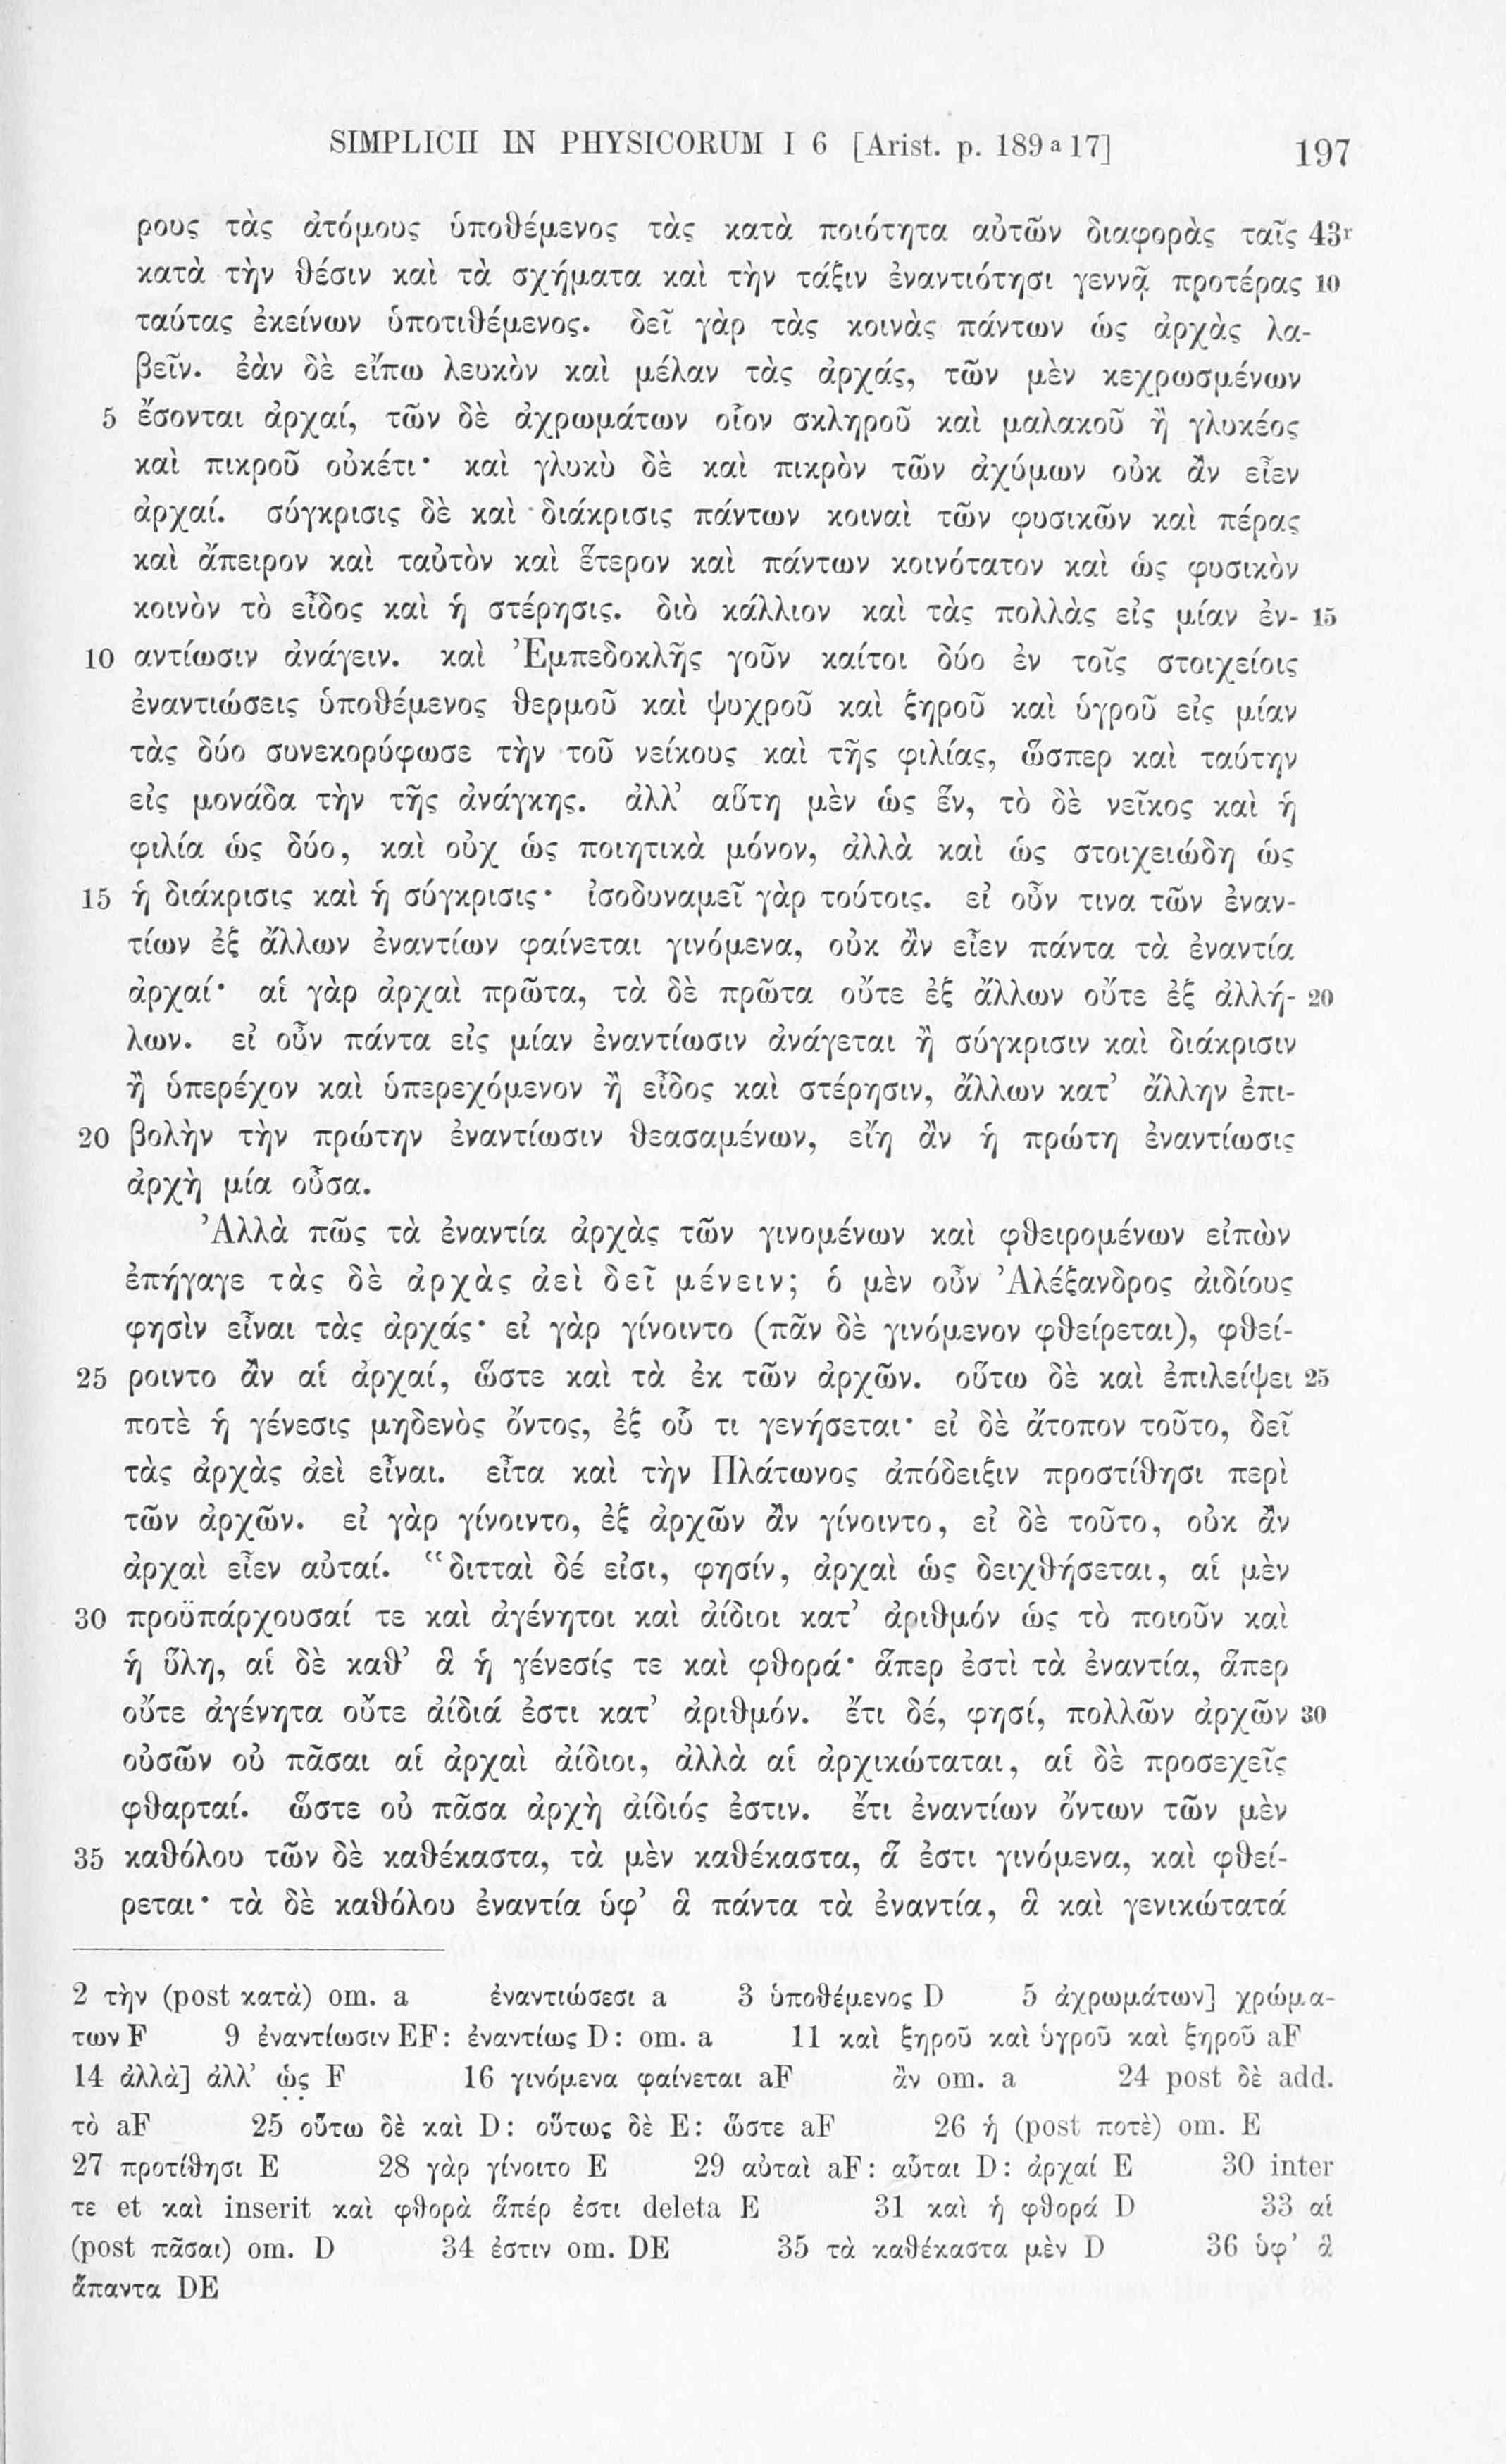 SIMPLICII IN PHYSICORUM I 6 [Arist. p. 189 a 17] 197
ρους τὰς ἀτόμους ὑποθέμενος τὰς κατὰ ποιότητα αὐτῶν διαφορὰς ταῖς 43r
κατὰ τὴν θέσιν καὶ τὰ σχήματα καὶ τὴν τάξιν ἐναντιότησι γεννᾷ προτέρας 10
ταύτας ἐκείνων ὑποτιθέμενος. δεῖ γὰρ τὰς κοινὰς πάντων ὡς ἀρχὰς λα-
βεῖν. ἐὰν δὲ εἴπω λευκὸν καὶ μέλαν τὰς ἀρχάς, τῶν μὲν κεχρωσμένων
5 ἔσονται ἀρχαί, τῶν δὲ ἀχρωμάτων οἷον σκληροῦ καὶ μαλακοῦ ἢ γλυκέος
καὶ πικροῦ οὐκέτι· καὶ γλυκὺ δὲ καὶ πικρὸν τῶν ἀχύμων οὐκ ἂν εἶεν
ἀρχαί. σύγκρισις δὲ καὶ διάκρισις πάντων κοιναὶ τῶν φυσικῶν καὶ πέρας
καὶ ἄπειρον καὶ ταὐτὸν καὶ ἕτερον καὶ πάντων κοινότατον καὶ ὡς φυσικὸν
κοινὸν τὸ εἶδος καὶ ἡ στέρησις. διὸ κάλλιον καὶ τὰς πολλὰς εἰς μίαν ἐν- 15
10 αντίωσιν ἀνάγειν. καὶ Ἐμπεδοκλῆς γοῦν καίτοι δύο ἐν τοῖς στοιχείοις
ἐναντιώσεις ὑποθέμενος θερμοῦ καὶ ψυχροῦ καὶ ξηροῦ καὶ ὑγροῦ εἰς μίαν
τὰς δύο συνεκορύφωσε τὴν τοῦ νείκους καὶ τῆς φιλίας, ὥσπερ καὶ ταύτην
εἰς μονάδα τὴν τῆς ἀνάγκης. ἀλλ’ αὕτη μὲν ὡς ἕν, τὸ δὲ νεῖκος καὶ ἡ
φιλία ὡς δύο, καὶ οὐχ ὡς ποιητικὰ μόνον, ἀλλὰ καὶ ὡς στοιχειώδη ὡς
15 ἡ διάκρισις καὶ ἡ σύγκρισις· ἰσοδυναμεῖ γὰρ τούτοις. εἰ οὖν τινα τῶν ἐναν-
τίων ἐξ ἄλλων ἐναντίων φαίνεται γινόμενα, οὐκ ἂν εἶεν πάντα τὰ ἐναντία
ἀρχαί· αἱ γὰρ ἀρχαὶ πρῶτα, τὰ δὲ πρῶτα οὔτε ἐξ ἄλλων οὔτε ἐξ ἀλλή- 20
λων. εἰ οὖν πάντα εἰς μίαν ἐναντίωσιν ἀνάγεται ἢ σύγκρισιν καὶ διάκρισιν
ἢ ὑπερέχον καὶ ὑπερεχόμενον ἢ εἶδος καὶ στέρησιν, ἄλλων κατ’ ἄλλην ἐπι-
20 βολὴν τὴν πρώτην ἐναντίωσιν θεασαμένων, εἴη ἂν ἡ πρώτη ἐναντίωσις
ἀρχὴ μία οὖσα.
Ἀλλὰ πῶς τὰ ἐναντία ἀρχὰς τῶν γινομένων καὶ φθειρομένων εἰπὼν
ἐπήγαγε τὰς δὲ ἀρχὰς ἀεὶ δεῖ μένειν; ὁ μὲν οὖν Ἀλέξανδρος ἀιδίους
φησὶν εἶναι τὰς ἀρχάς· εἰ γὰρ γίνοιντο (πᾶν δὲ γινόμενον φθείρεται), φθεί-
25 ροιντο ἂν αἱ ἀρχαί, ὥστε καὶ τὰ ἐκ τῶν ἀρχῶν. οὕτω δὲ καὶ ἐπιλείψει 25
ποτὲ ἡ γένεσις μηδενὸς ὄντος, ἐξ οὗ τι γενήσεται· εἰ δὲ ἄτοπον τοῦτο, δεῖ
τὰς ἀρχὰς ἀεὶ εἶναι. εἶτα καὶ τὴν Πλάτωνος ἀπόδειξιν προστίθησι περὶ
τῶν ἀρχῶν. εἰ γὰρ γίνοιντο, ἐξ ἀρχῶν ἂν γίνοιντο, εἰ δὲ τοῦτο, οὐκ ἂν
ἀρχαὶ εἶεν αὐταί. “διτταὶ δέ εἰσι, φησίν, ἀρχαὶ ὡς δειχθήσεται, αἱ μὲν
30 προϋπάρχουσαί τε καὶ ἀγένητοι καὶ ἀίδιοι κατ’ ἀριθμόν ὡς τὸ ποιοῦν καὶ
ἡ ὕλη, αἱ δὲ καθ’ ἃ ἡ γένεσίς τε καὶ φθορά· ἅπερ ἐστὶ τὰ ἐναντία, ἅπερ
οὔτε ἀγένητα οὔτε ἀίδιά ἐστι κατ’ ἀριθμόν. ἔτι δέ, φησί, πολλῶν ἀρχῶν 30
οὐσῶν οὐ πᾶσαι αἱ ἀρχαὶ ἀίδιοι, ἀλλὰ αἱ ἀρχικώταται, αἱ δὲ προσεχεῖς
φθαρταί. ὥστε οὐ πᾶσα ἀρχὴ ἀίδιός ἐστιν. ἔτι ἐναντίων ὄντων τῶν μὲν
35 καθόλου τῶν δὲ καθέκαστα, τὰ μὲν καθέκαστα, ἅ ἐστι γινόμενα, καὶ φθεί-
ρεται· τὰ δὲ καθόλου ἐναντία ὑφ’ ἃ πάντα τὰ ἐναντία, ἃ καὶ γενικώτατά
2 τὴν (post κατὰ) om. a ἐναντιώσεσι a 3 ὑποθέμενος D 5 ἀχρωμάτων] χρώμα-
των F 9 ἐναντίωσιν EF: ἐναντίως D: om. a 11 καὶ ξηροῦ καὶ ὑγροῦ καὶ ξηροῦ aF
14 ἀλλὰ] ἀλλ’ ὡς F 16 γινόμενα φαίνεται aF ἂν om. a 24 post δὲ add.
τὸ aF 25 οὕτω δὲ καὶ D: οὕτως δὲ E: ὥστε aF 26 ἡ (post ποτὲ) om. E
27 προτίθησι E 28 γὰρ γίνοιτο E 29 αὐταὶ aF: αὗται D: ἀρχαί E 30 inter
τε et καὶ inserit καὶ φθορὰ ἅπέρ ἐστι deleta E 31 καὶ ἡ φθορά D 33 αἱ
(post πᾶσαι) om. D 34 ἐστιν om. DE 35 τὰ καθέκαστα μὲν D 36 ὑφ’ ἃ
ἅπαντα DE